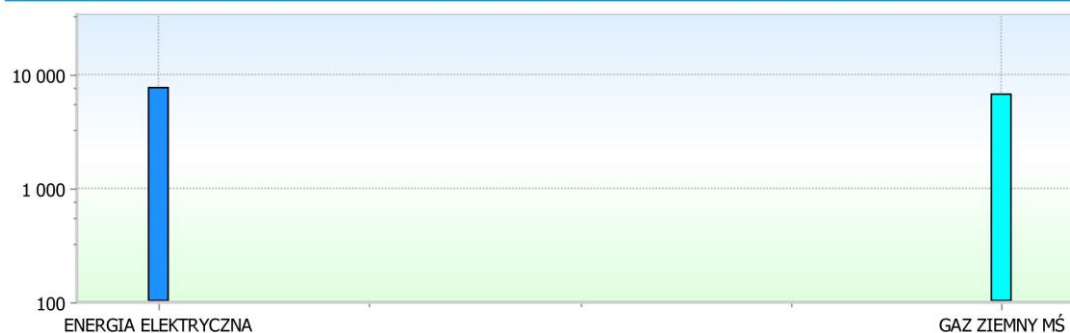 10 000
1 000
100
ENERGIA ELEKTRYCZNA GAZ ZIEMNY MŚ